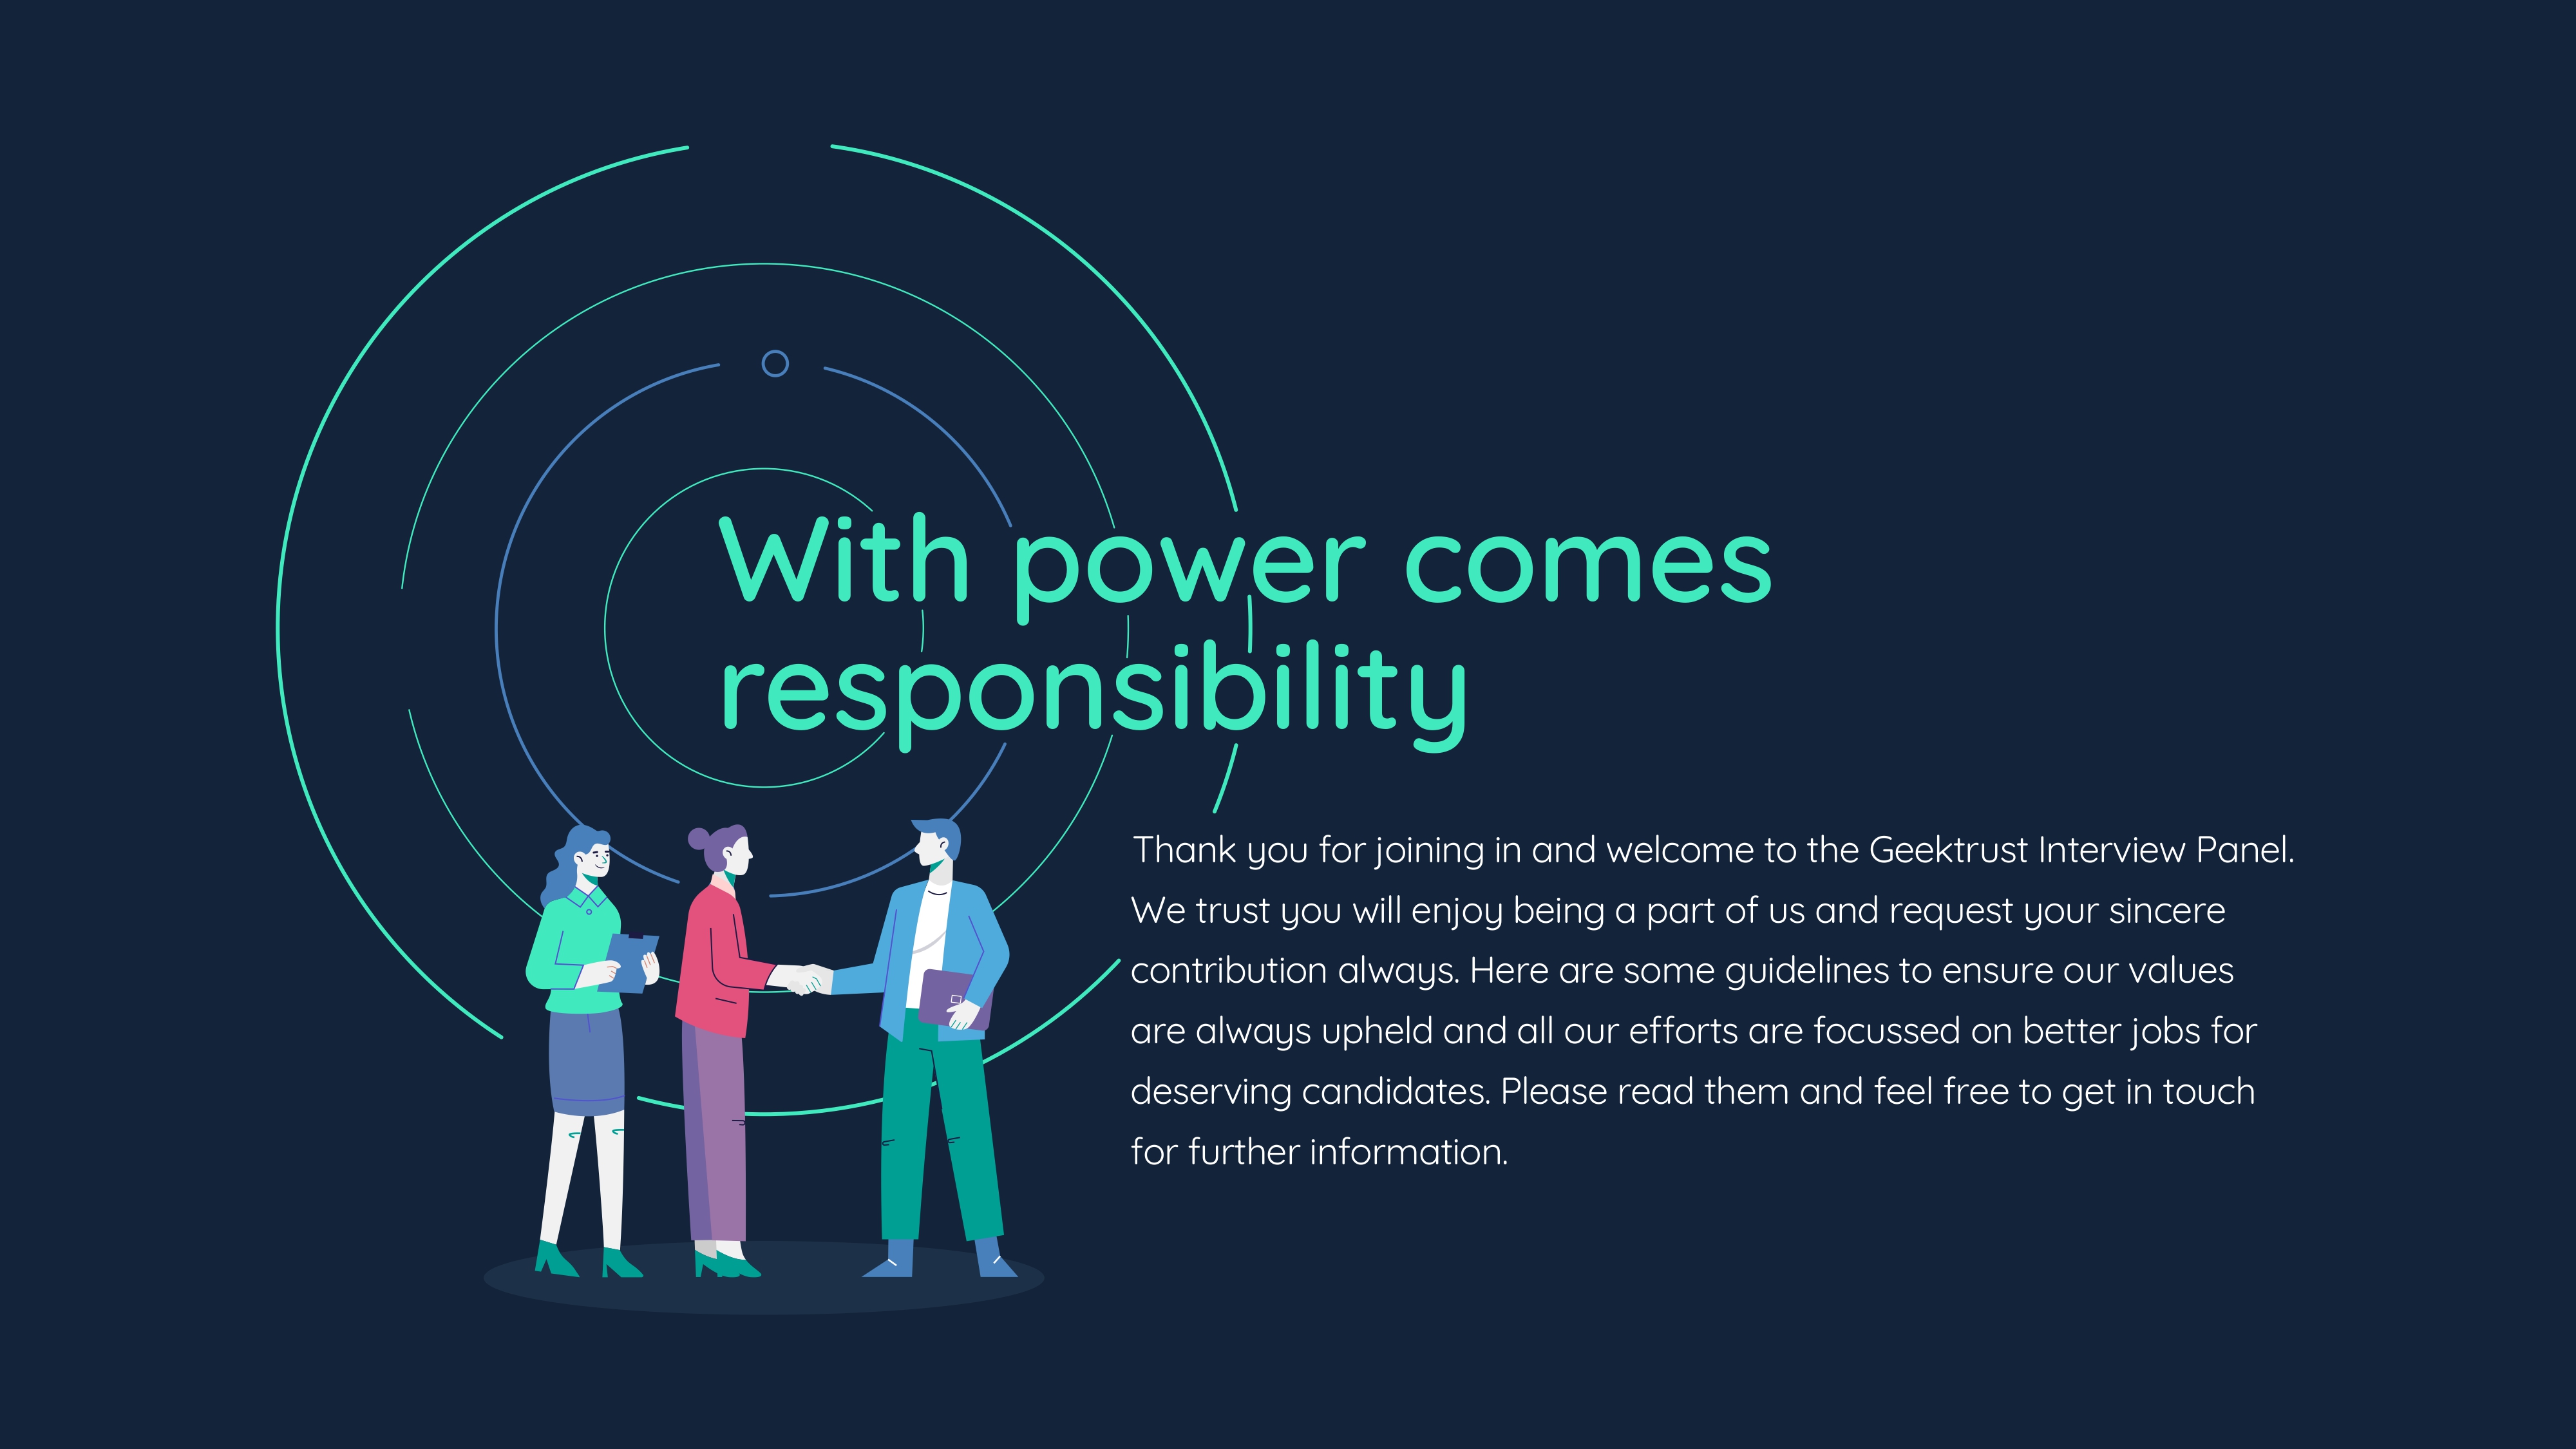 With power comes
responsibility
Thank you for joining in and welcome to the Geektrust Interview Panel.
We trust you will enjoy being a part of us and request your sincere
contribution always. Here are some guidelines to ensure our values
are always upheld and all our efforts are focussed on better jobs for
deserving candidates. Please read them and feel free to get in touch
for further information.